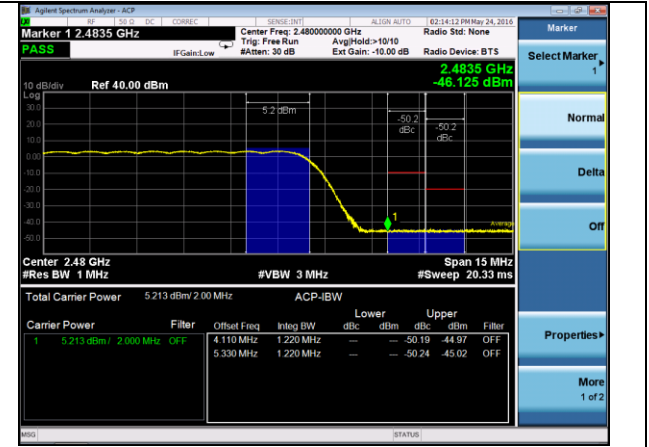 Agilent Spectrum Analyzer - ACP
RF 50 Ω DC CORREC SENSE:INT ALIGN AUTO 02:14:12 PM May 24, 2016
Marker 1 2.4835 GHz
Center Freq: 2.480000000 GHz Radio Std: None
Trig: Free Run Avg|Hold:>10/10
PASS IFGain:Low #Atten: 30 dB Ext Gain: -10.00 dB Radio Device: BTS
2.4835 GHz
-46.125 dBm
10 dB/div Ref 40.00 dBm
Log
30.0
20.0
10.0
0.00
-10.0
-20.0
-30.0
-40.0
-50.0
5.2 dBm
-50.2
dBc
-50.2
dBc
1
Average
Center 2.48 GHz Span 15 MHz
#Res BW 1 MHz #VBW 3 MHz #Sweep 20.33 ms
Total Carrier Power 5.213 dBm/ 2.00 MHz ACP-IBW
Lower Upper
Carrier Power Filter Offset Freq Integ BW dBc dBm dBc dBm Filter
1 5.213 dBm / 2.000 MHz OFF 4.110 MHz 1.220 MHz --- --- -50.19 -44.97 OFF
5.330 MHz 1.220 MHz --- --- -50.24 -45.02 OFF
MSG STATUS
Marker
Select Marker
1
Normal
Delta
Off
Properties
More
1 of 2